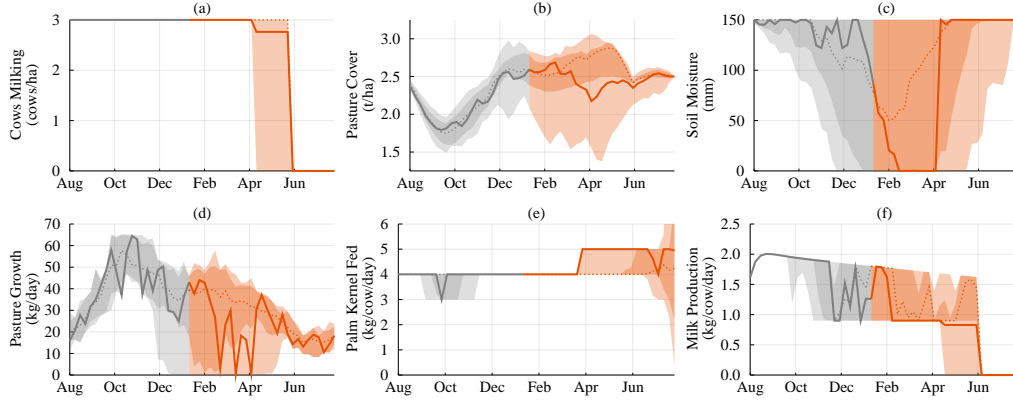 (a)
(b)
(c)
3
2
1
0
Cows Milking
(cows/ha)
Aug Oct Dec Feb Apr Jun
3.0
2.5
2.0
1.5
Pasture Cover
(t/ha)
Aug Oct Dec Feb Apr Jun
150
100
50
0
Soil Moisture
(mm)
Aug Oct Dec Feb Apr Jun
(d)
(e)
(f)
70
60
50
40
30
20
10
0
Pasture Growth
(kg/day)
Aug Oct Dec Feb Apr Jun
6
5
4
3
2
1
0
Palm Kernel Fed
(kg/cow/day)
Aug Oct Dec Feb Apr Jun
2.5
2.0
1.5
1.0
0.5
0.0
Milk Production
(kg/cow/day)
Aug Oct Dec Feb Apr Jun